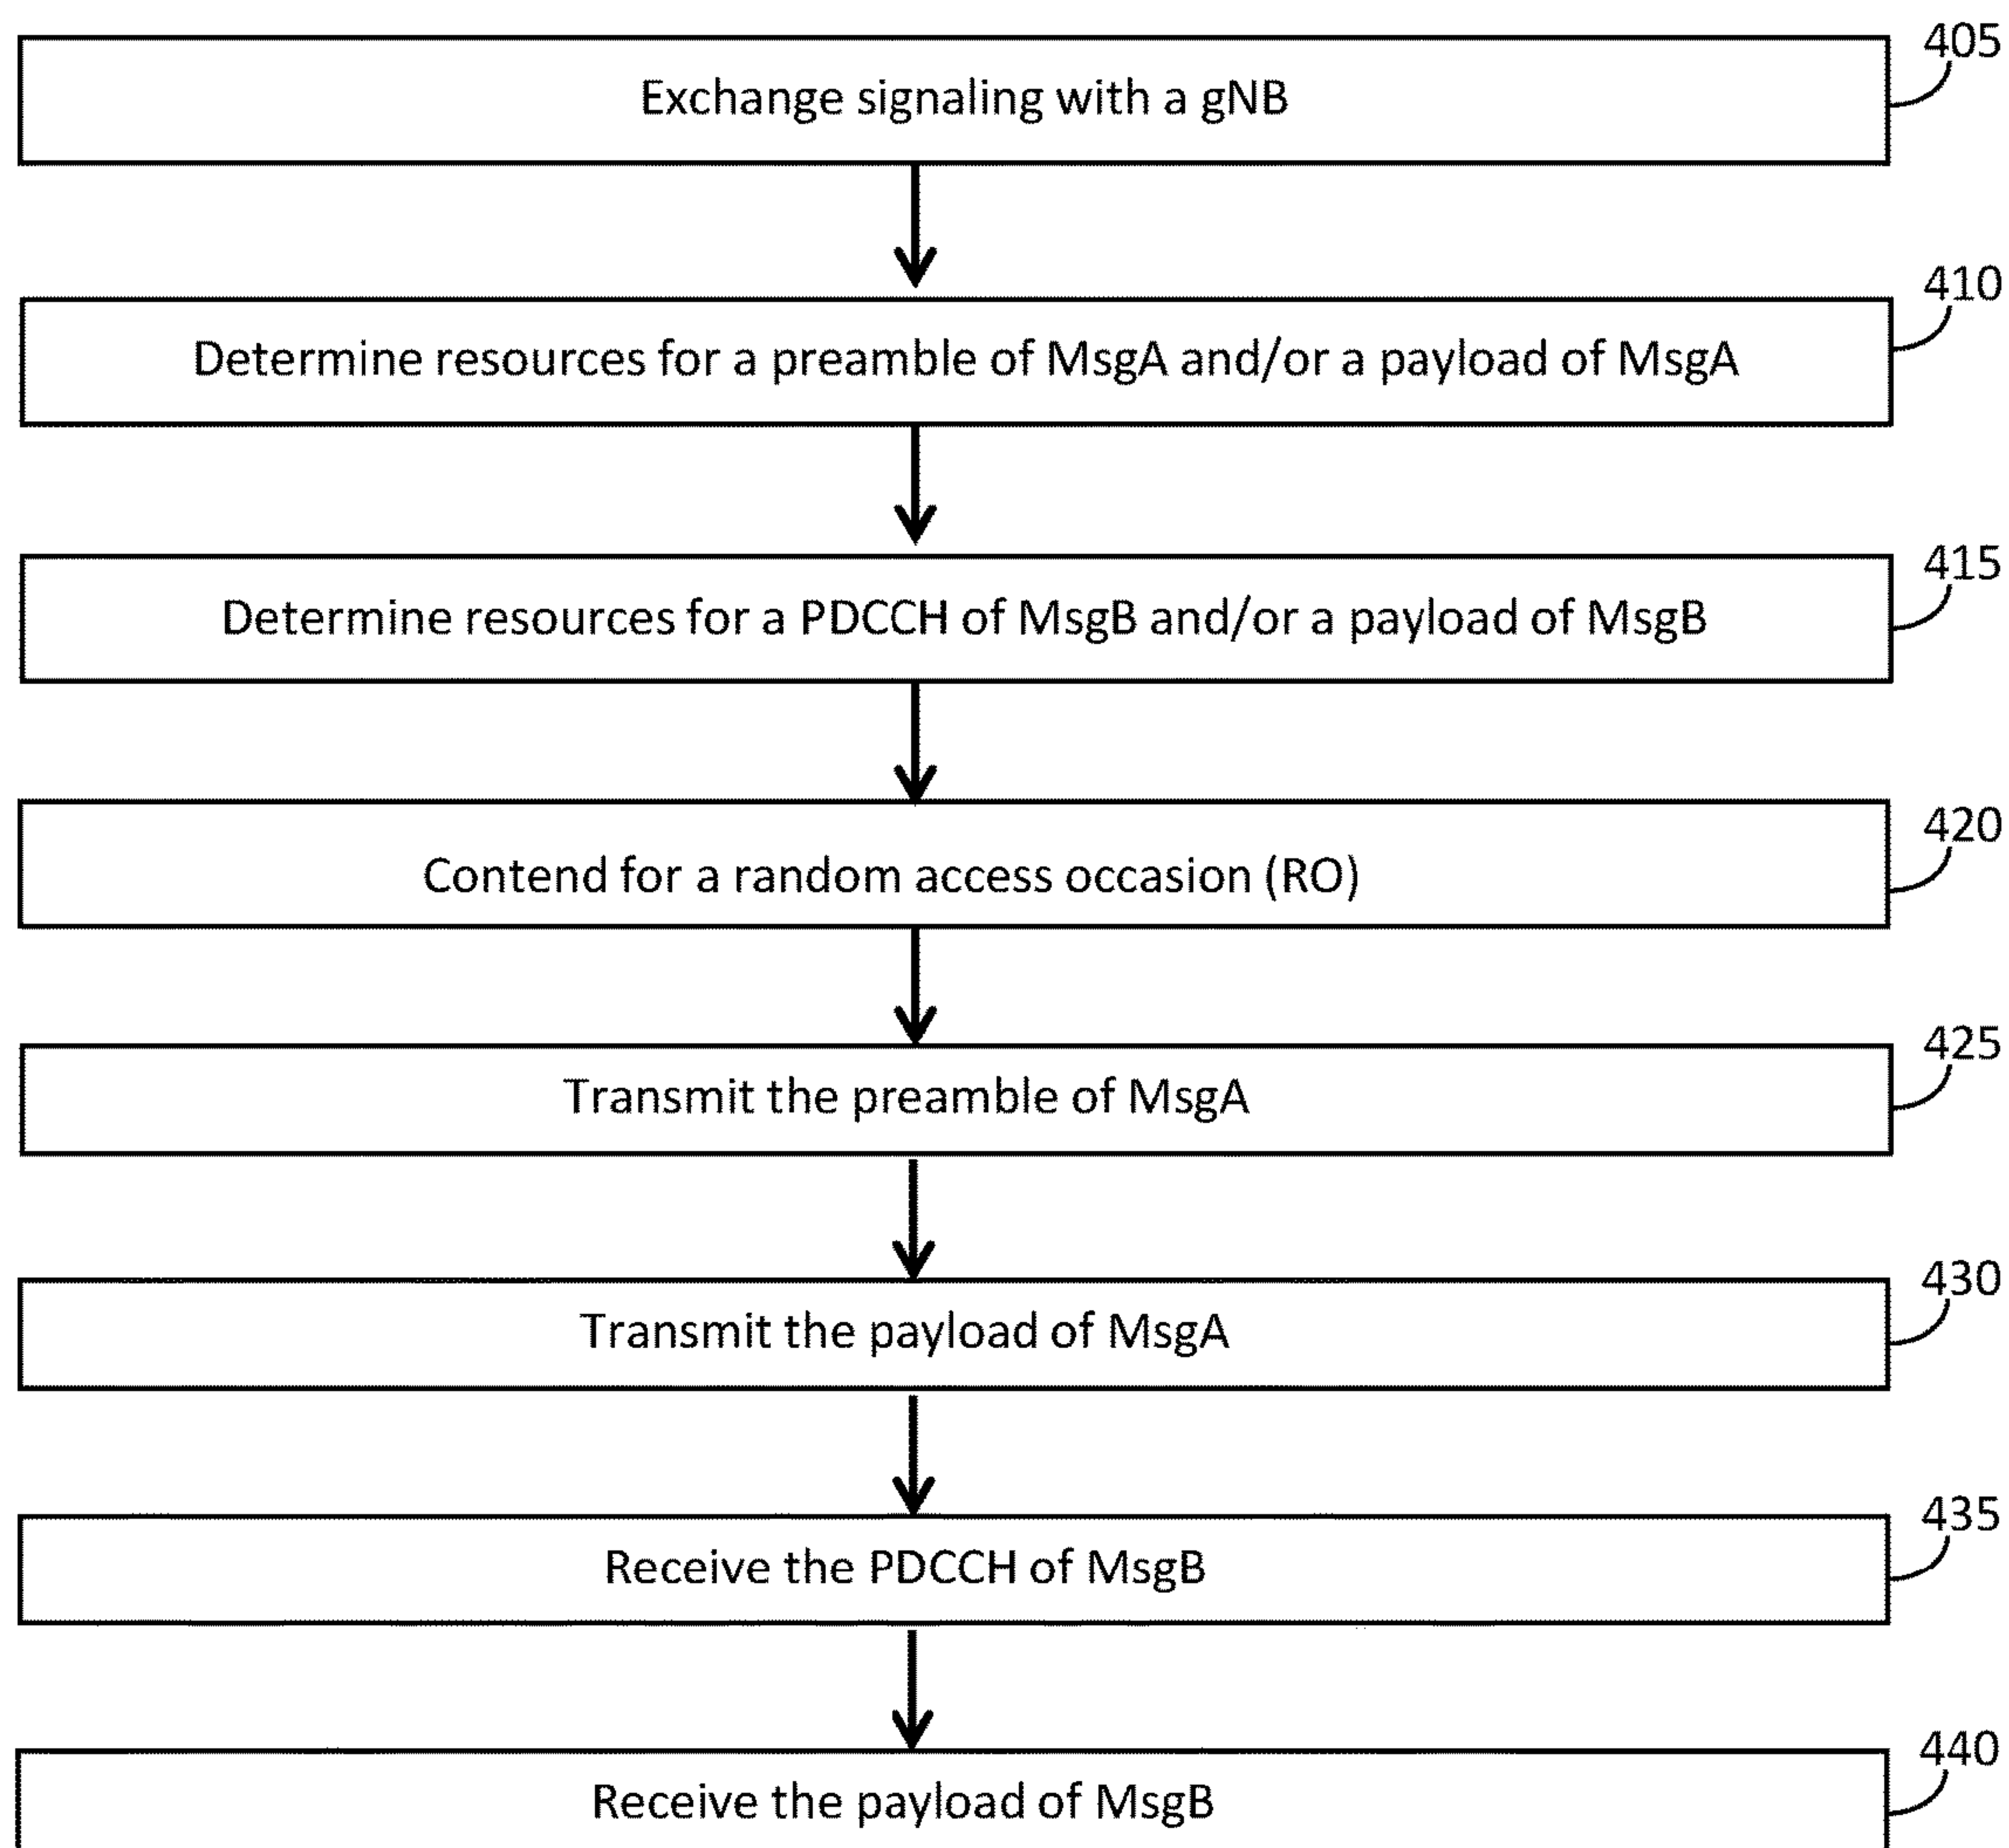 405
Exchange signaling with a gNB
410
Determine resources for a preamble of MsgA and/or a payload of MsgA
415
Determine resources for a PDCCH of MsgB and/or a payload of MsgB
420
Contend for a random access occasion (RO)
425
Transmit the preamble of MsgA
430
Transmit the payload of MsgA
435
Receive the PDCCH of MsgB
440
Receive the payload of MsgB